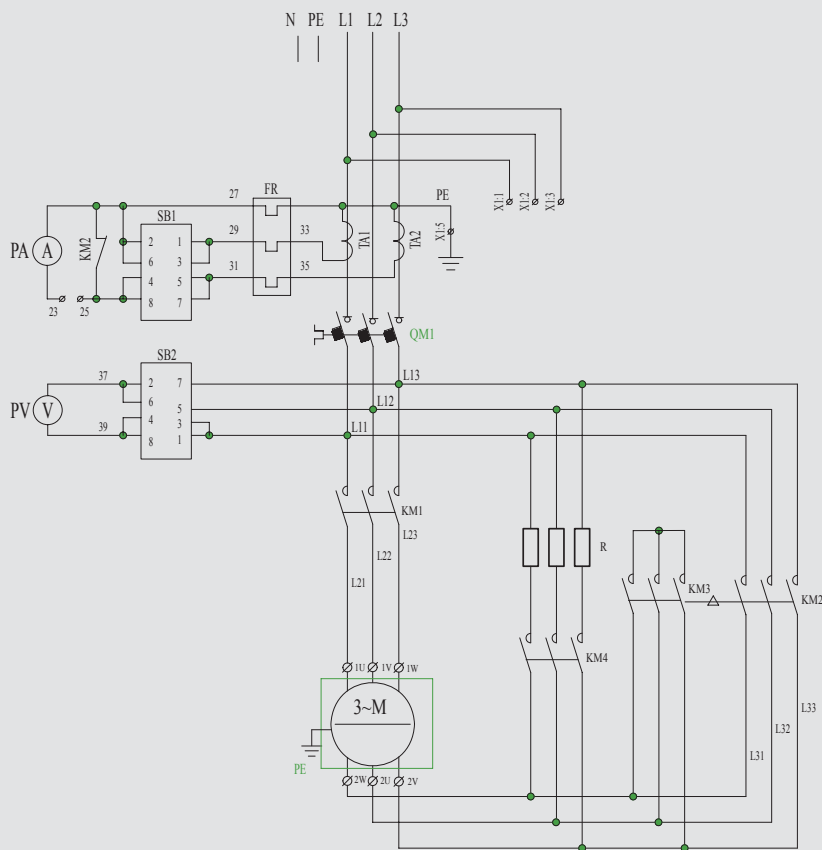 N PE L1 L2 L3
X1:1 X1:2 X1:3
27 FR PE
SB1
PA A KM2 2 1 29 33 TA1 TA2 X1:5
6 3
4 5 31 35
8 7
23 25
QM1
SB2
37 2 7 L13
PV V 6 5 L12
4 3
39 8 1 L11
KM1
L23
L22
L21
R
KM3 KM2
KM4
1U 1V 1W
3~M
PE
L33
L32
L31
2W 2U 2V